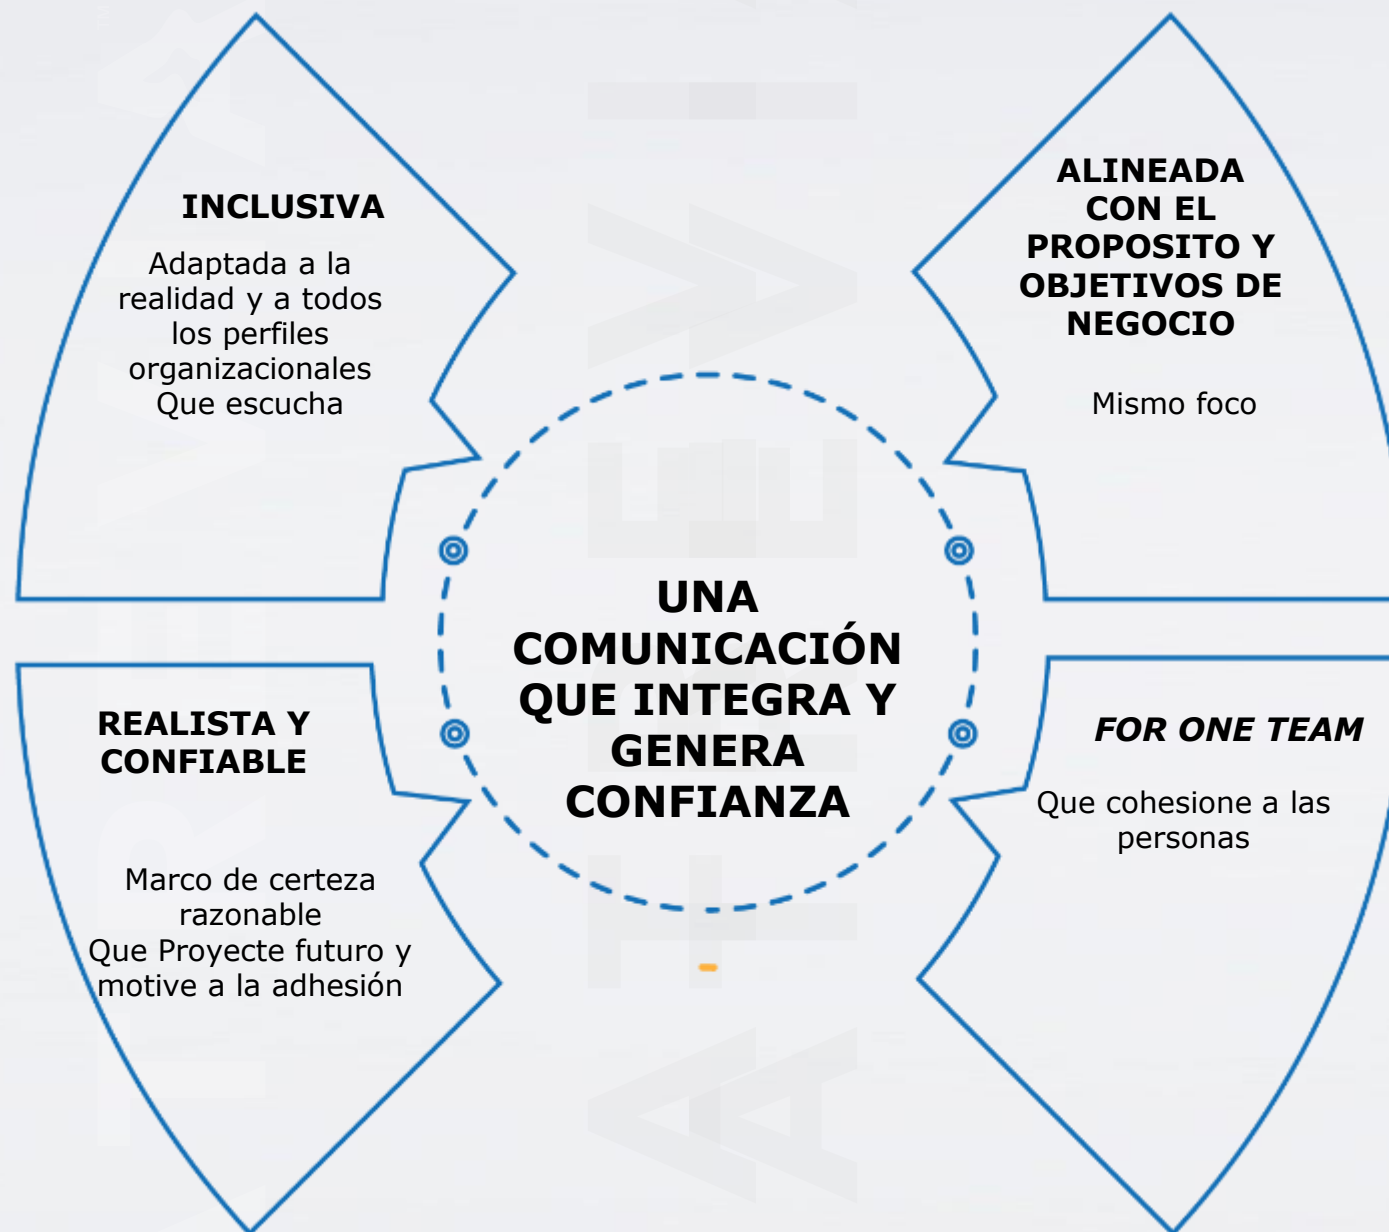 INCLUSIVA
Adaptada a la
realidad y a todos
los perfiles
organizacionales
Que escucha
ALINEADA
CON EL
PROPOSITO Y
OBJETIVOS DE
NEGOCIO
Mismo foco
UNA
COMUNICACIÓN
QUE INTEGRA Y
GENERA
CONFIANZA
REALISTA Y
CONFIABLE
Marco de certeza
razonable
Que Proyecte futuro y
motive a la adhesión
FOR ONE TEAM
Que cohesione a las
personas